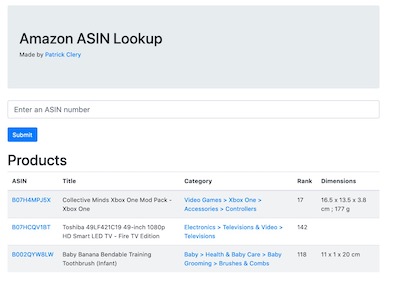 Amazon ASIN Lookup
Made by Patrick Clery
Enter an ASIN number
Submit
Products
ASIN Title Category Rank Dimensions
B07H4MPJ5X Collective Minds Xbox One Mod Pack - Video Games > Xbox One > 17 16.5 x 13.5 x 3.8
Xbox One Accessories > Controllers cm ; 177 g
B07HCQV1BT Toshiba 49LF421C19 49-inch 1080p Electronics > Televisions & Video > 142
HD Smart LED TV - Fire TV Edition Televisions
B002QYW8LW Baby Banana Bendable Training Baby > Health & Baby Care > Baby 118 11 x 1 x 20 cm
Toothbrush (Infant) Grooming > Brushes & Combs